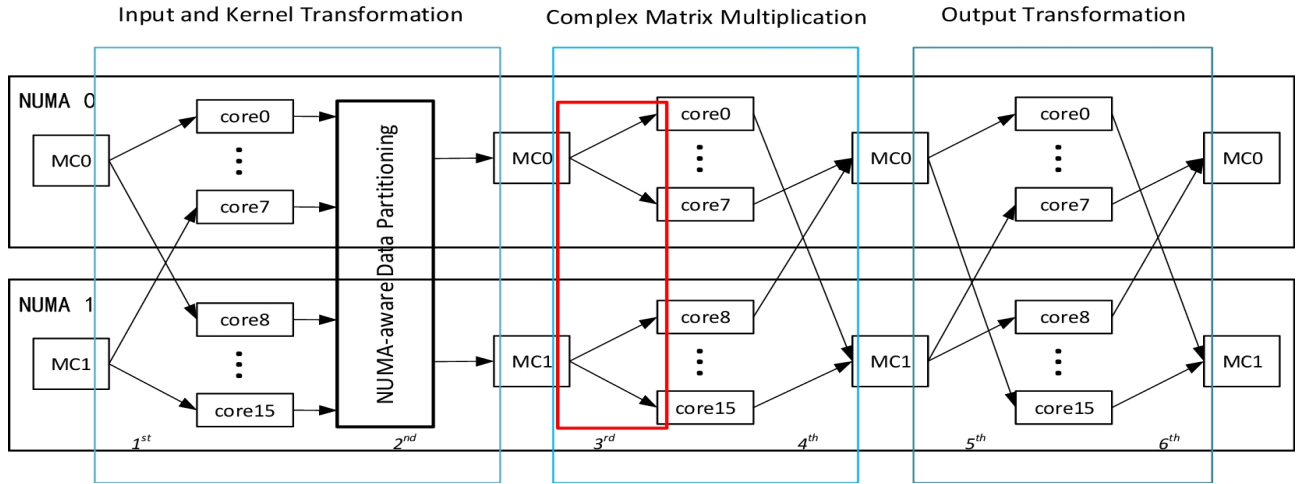 Input and Kernel Transformation
Complex Matrix Multiplication
Output Transformation
NUMA 0
MC0
core0
core7
NUMA-aware Data Partitioning
MC0
core0
core7
MC0
core0
core7
MC0
NUMA 1
MC1
core8
core15
MC1
core8
core15
MC1
core8
core15
MC1
1st
2nd
3rd
4th
5th
6th